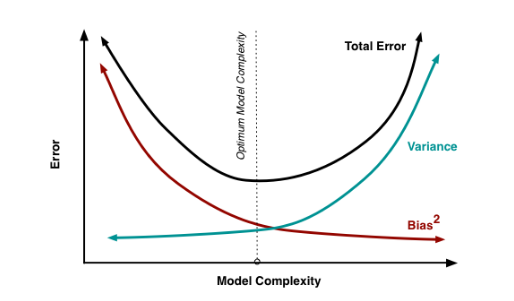 Total Error
Optimum Model Complexity
Variance
Error
Bias²
Model Complexity